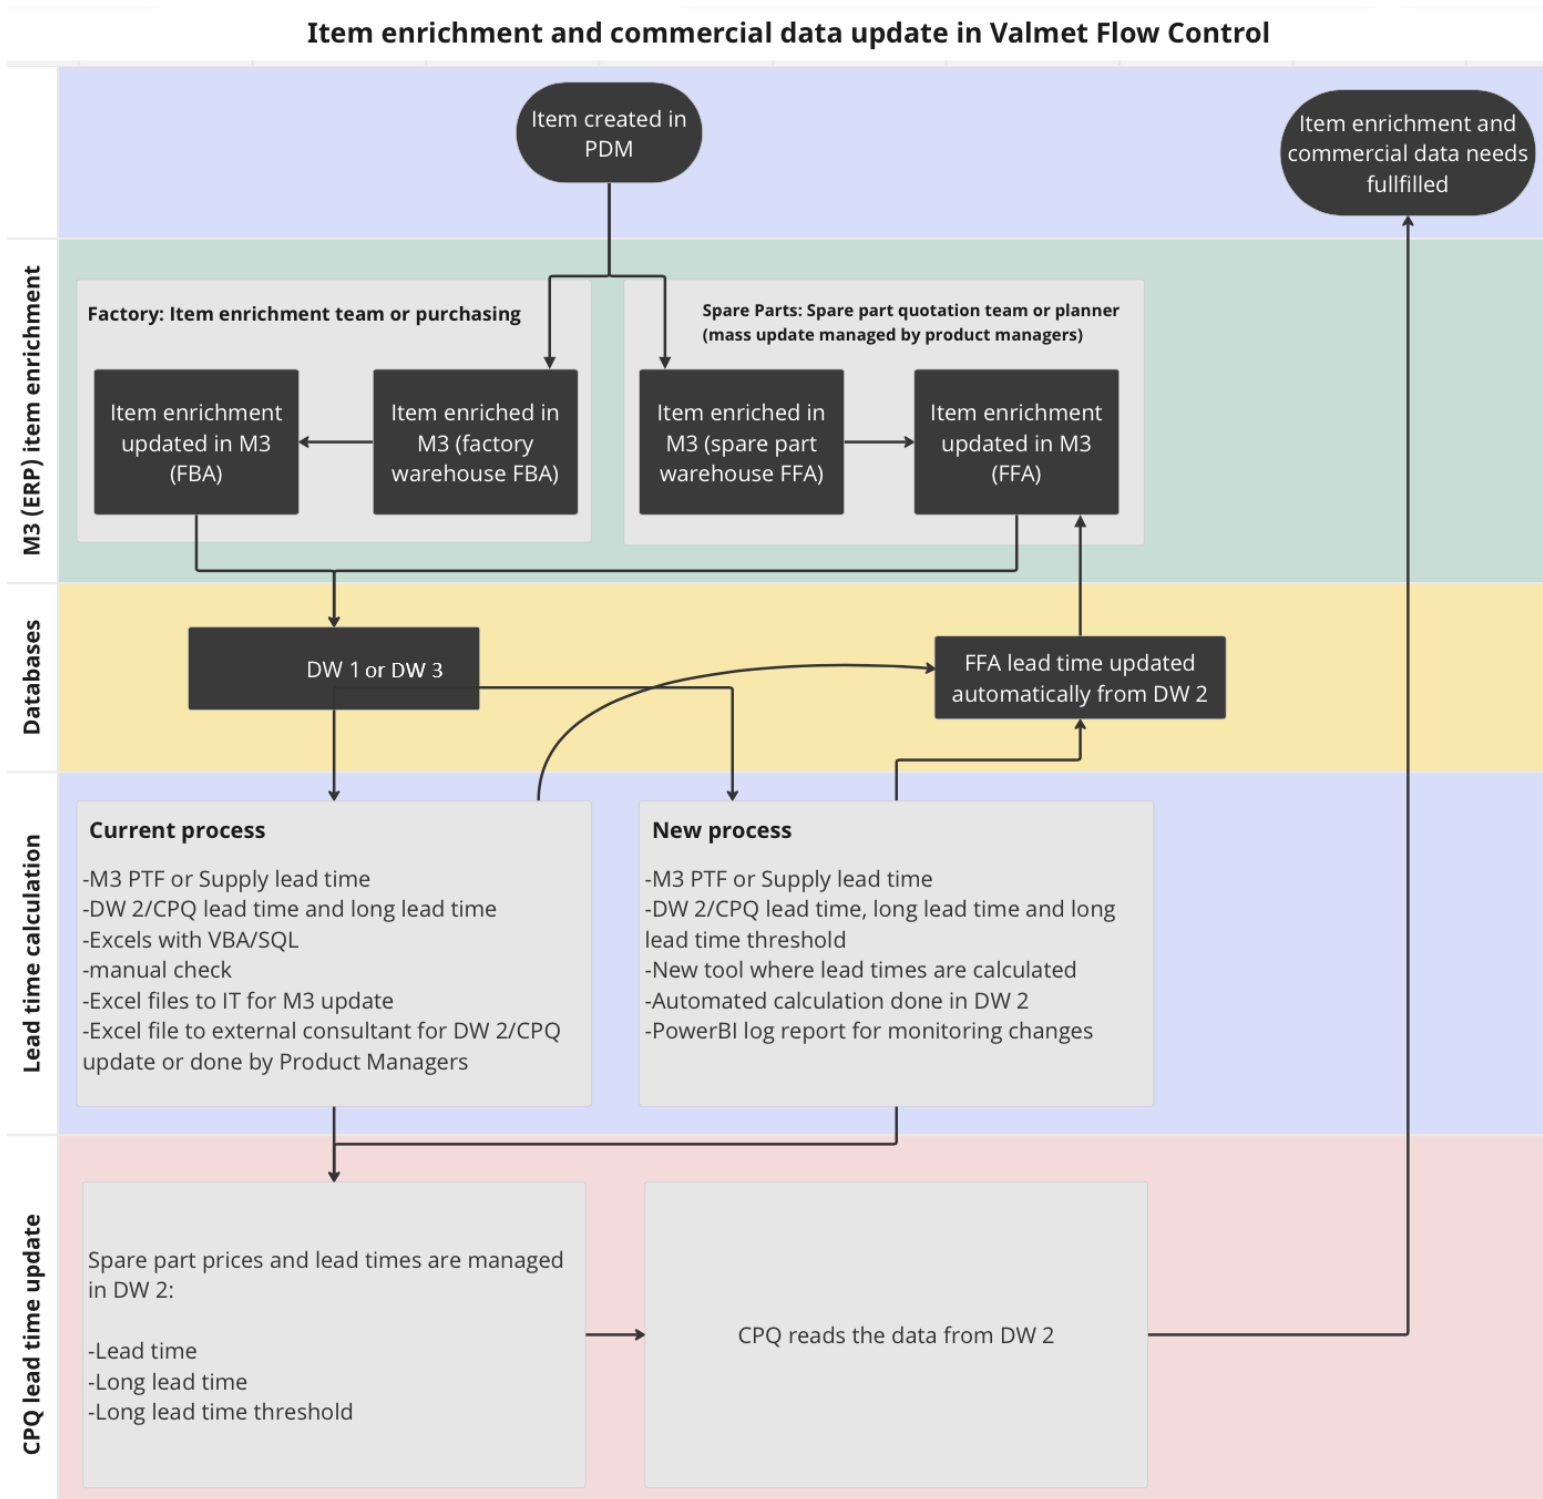 Item enrichment and commercial data update in Valmet Flow Control
Item created in
PDM
Item enrichment and
commercial data needs
fullfilled
M3 (ERP) item enrichment
Factory: Item enrichment team or purchasing
Spare Parts: Spare part quotation team or planner
(mass update managed by product managers)
Item enrichment
updated in M3
(FBA)
Item enriched in
M3 (factory
warehouse FBA)
Item enriched in
M3 (spare part
warehouse FFA)
Item enrichment
updated in M3
(FFA)
Databases
DW 1 or DW 3
FFA lead time updated
automatically from DW 2
Lead time calculation
Current process
-M3 PTF or Supply lead time
-DW 2/CPQ lead time and long lead time
-Excels with VBA/SQL
-manual check
-Excel files to IT for M3 update
-Excel file to external consultant for DW 2/CPQ
update or done by Product Managers
New process
-M3 PTF or Supply lead time
-DW 2/CPQ lead time, long lead time and long
lead time threshold
-New tool where lead times are calculated
-Automated calculation done in DW 2
-PowerBI log report for monitoring changes
CPQ lead time update
Spare part prices and lead times are managed
in DW 2:
-Lead time
-Long lead time
-Long lead time threshold
CPQ reads the data from DW 2